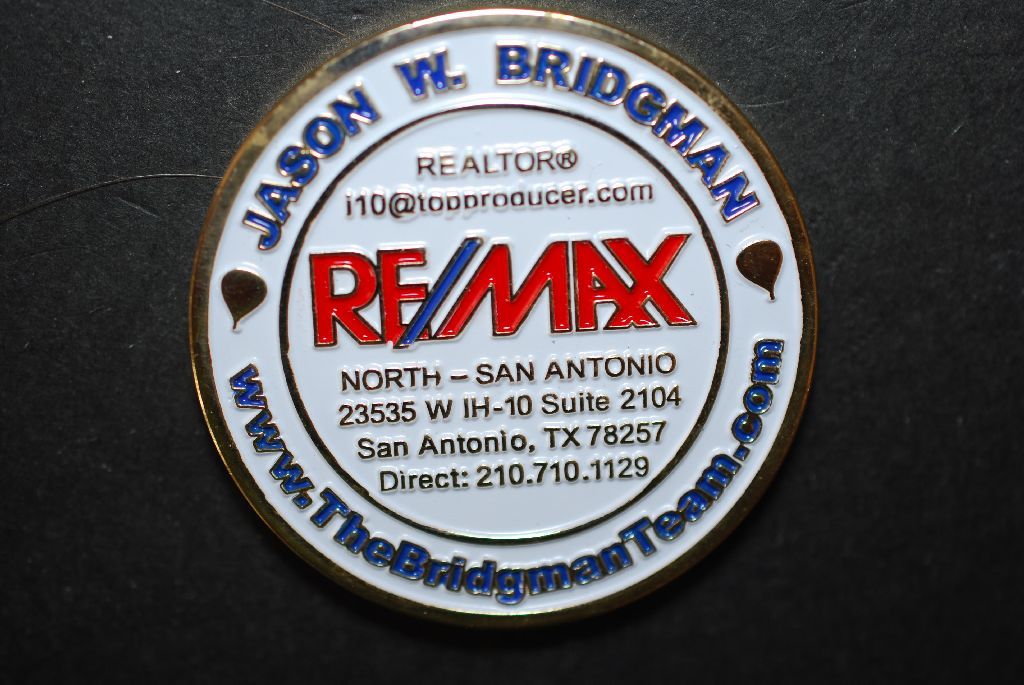 JASON W. BRIDGMAN
REALTOR®
i10@topproducer.com
RE/MAX
NORTH – SAN ANTONIO
23535 W IH-10 Suite 2104
San Antonio, TX 78257
Direct: 210.710.1129
www.TheBridgmanTeam.com